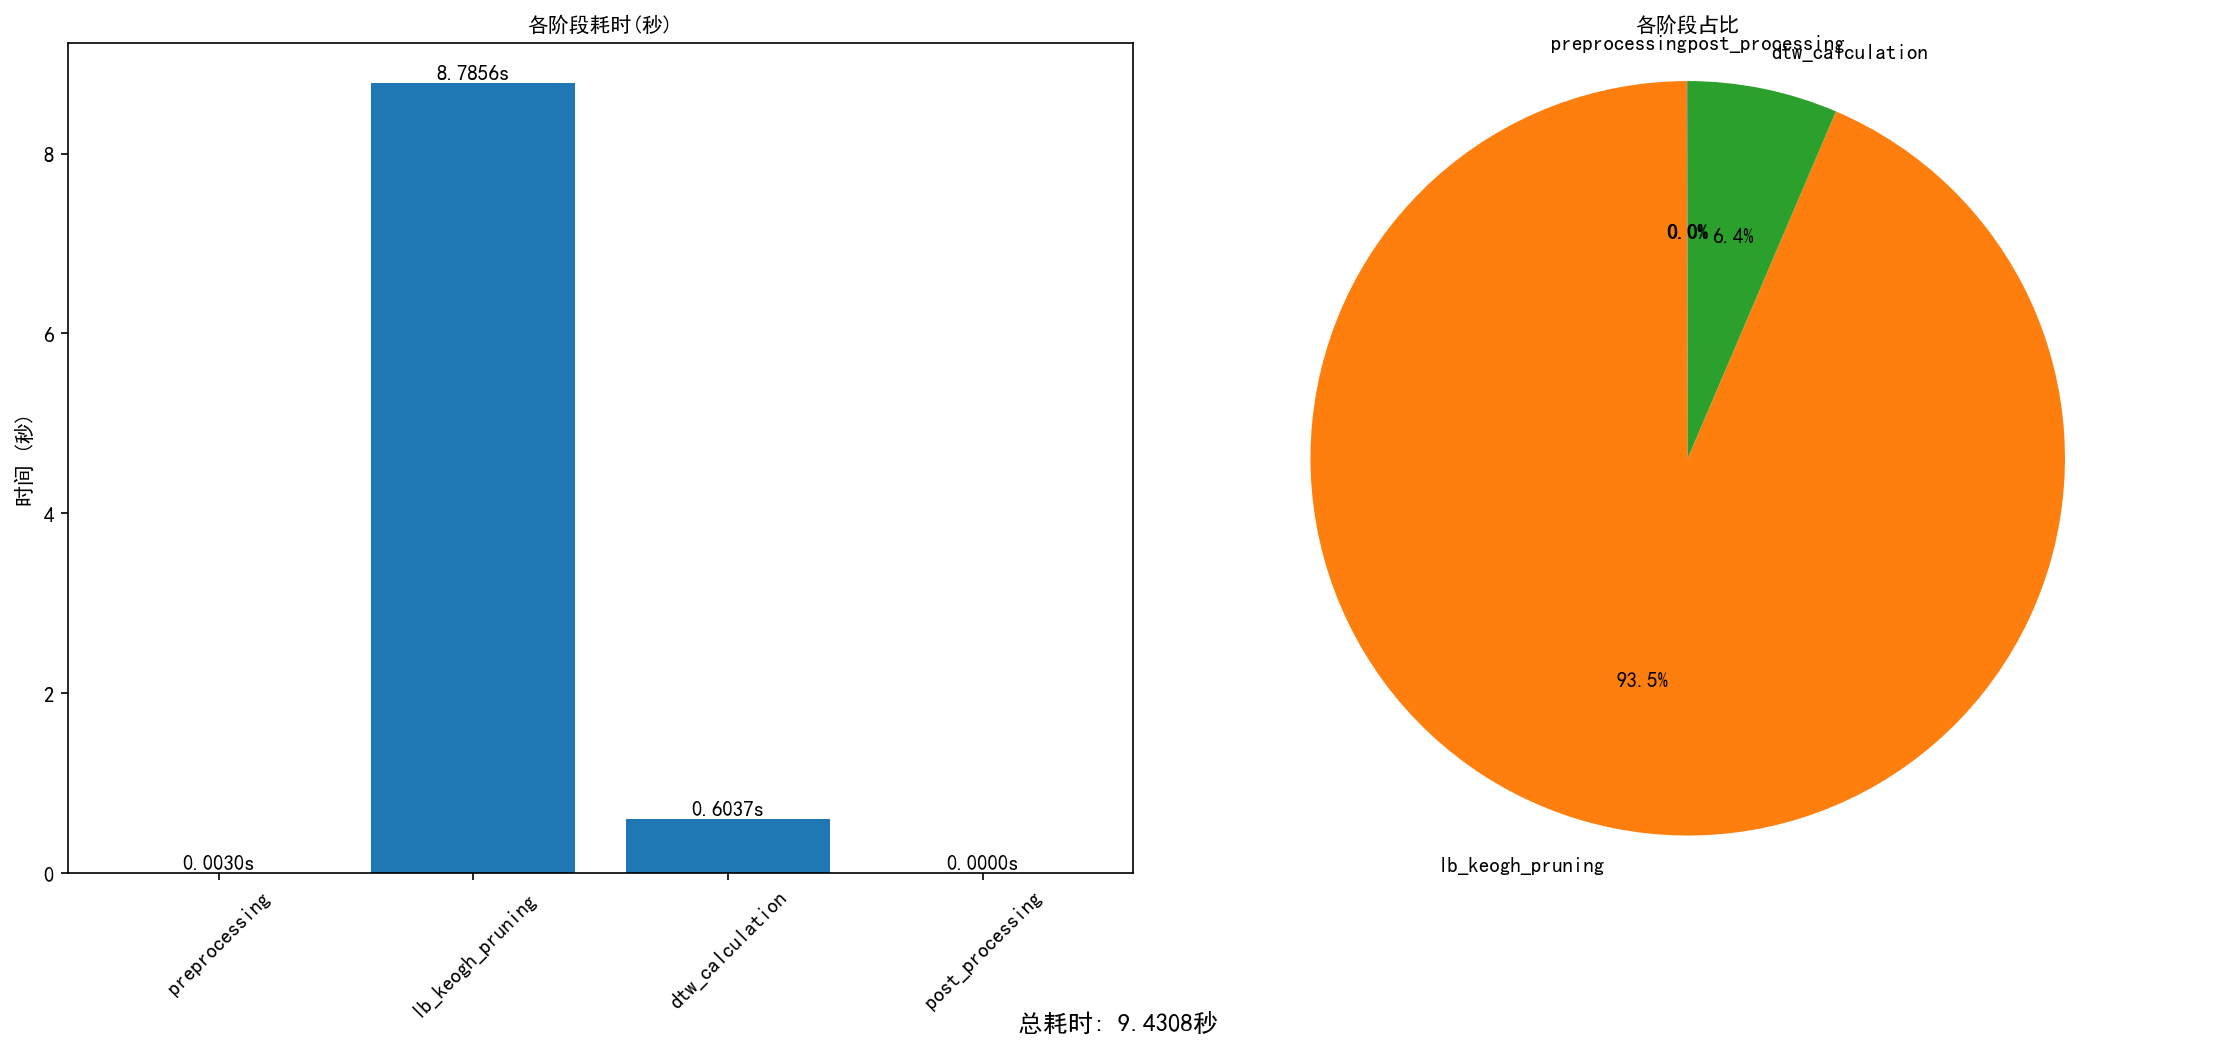 各阶段耗时(秒)
8.7856s
0.6037s
0.0030s
0.0000s
8
6
4
2
0
时间 (秒)
preprocessing
lb_keogh_pruning
dtw_calculation
post_processing
各阶段占比
preprocessing
post_processing
dtw_calculation
0.0%
0.0%
6.4%
93.5%
lb_keogh_pruning
总耗时: 9.4308秒